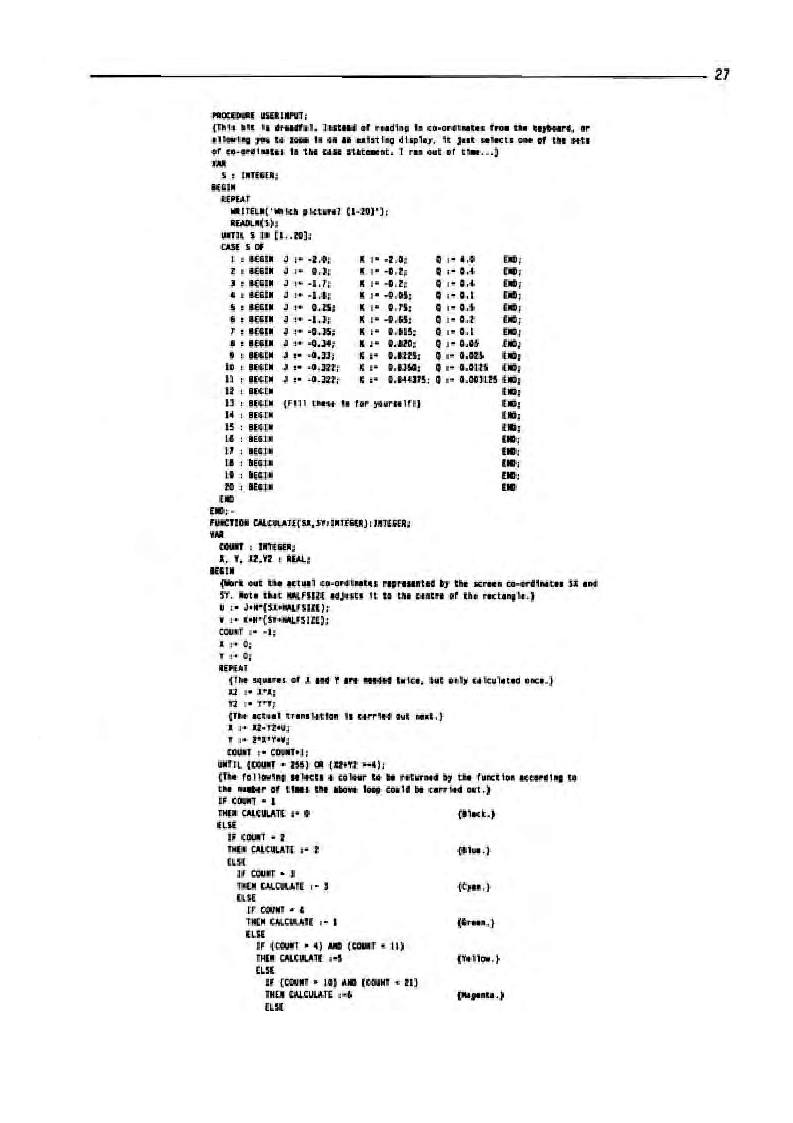 27
PROCEDURE USERINPUT;
{This bit is dreadful. Instead of reading in co-ordinates from the keyboard, or
allowing you to zoom in on an existing display, it just selects one of the sets
of co-ordinates in the case statement. I ran out of time...}
VAR
S : INTEGER;
BEGIN
REPEAT
WRITELN('Which picture? (1-20)');
READLN(S);
UNTIL S IN [1..20];
CASE S OF
1 : BEGIN J := -2.0; K := -2.0; Q := 4.0 END;
2 : BEGIN J := 0.3; K := -0.2; Q := 0.4 END;
3 : BEGIN J := -1.7; K := -0.2; Q := 0.4 END;
4 : BEGIN J := -1.8; K := -0.05; Q := 0.1 END;
5 : BEGIN J := 0.25; K := 0.75; Q := 0.5 END;
6 : BEGIN J := -1.3; K := -0.65; Q := 0.2 END;
7 : BEGIN J := -0.35; K := 0.815; Q := 0.1 END;
8 : BEGIN J := -0.34; K := 0.820; Q := 0.05 END;
9 : BEGIN J := -0.33; K := 0.8225; Q := 0.025 END;
10 : BEGIN J := -0.322; K := 0.8350; Q := 0.0125 END;
11 : BEGIN J := -0.322; K := 0.844375; Q := 0.003125 END;
12 : BEGIN END;
13 : BEGIN {Fill these in for yourself!} END;
14 : BEGIN END;
15 : BEGIN END;
16 : BEGIN END;
17 : BEGIN END;
18 : BEGIN END;
19 : BEGIN END;
20 : BEGIN END
END
END;
FUNCTION CALCULATE(SX,SY:INTEGER):INTEGER;
VAR
COUNT : INTEGER;
X, Y, X2,Y2 : REAL;
BEGIN
{Work out the actual co-ordinates represented by the screen co-ordinates SX and
SY. Note that HALFSIZE adjusts it to the centre of the rectangle.}
U := J+H*(SX+HALFSIZE);
V := K+H*(SY+HALFSIZE);
COUNT := -1;
X := 0;
Y := 0;
REPEAT
{The squares of X and Y are needed twice, but only calculated once.}
X2 := X*X;
Y2 := Y*Y;
{The actual translation is carried out next.}
X := X2-Y2+U;
Y := 2*X*Y+V;
COUNT := COUNT+1;
UNTIL (COUNT = 255) OR (X2+Y2 >=4);
{The following selects a colour to be returned by the function according to
the number of times the above loop could be carried out.}
IF COUNT = 1
THEN CALCULATE := 0 {Black.}
ELSE
IF COUNT = 2
THEN CALCULATE := 2 {Blue.}
ELSE
IF COUNT = 3
THEN CALCULATE := 3 {Cyan.}
ELSE
IF COUNT = 4
THEN CALCULATE := 1 {Green.}
ELSE
IF (COUNT > 4) AND (COUNT < 11)
THEN CALCULATE :=5 {Yellow.}
ELSE
IF (COUNT > 10) AND (COUNT < 21)
THEN CALCULATE :=6 {Magenta.}
ELSE